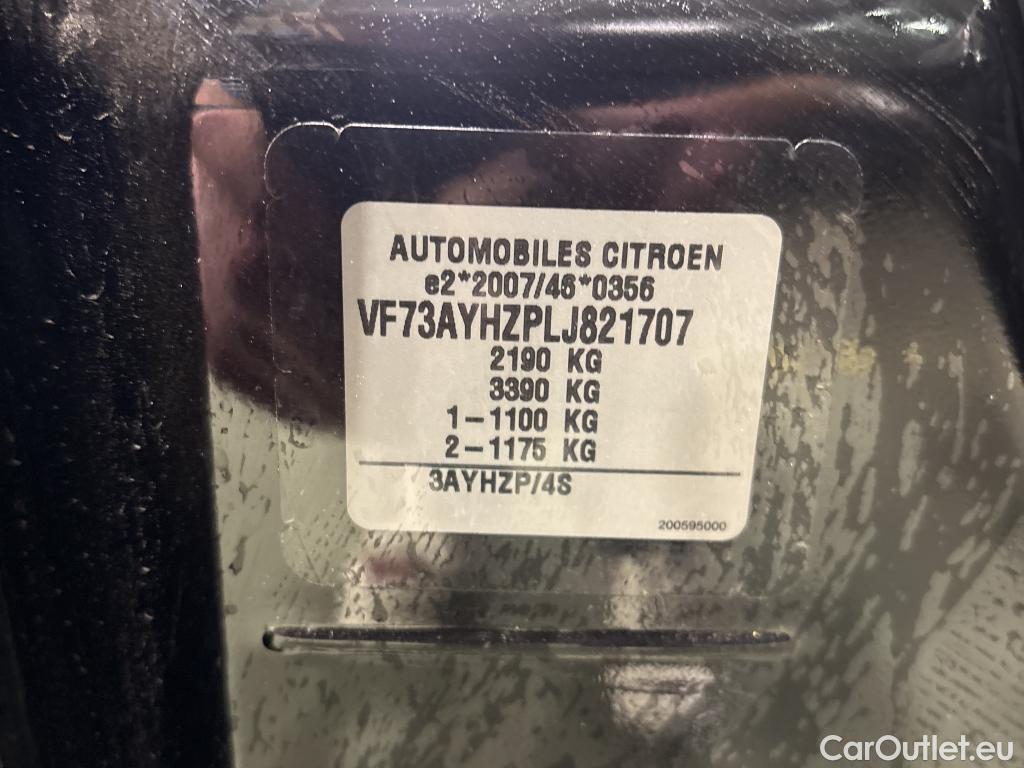 AUTOMOBILES CITROEN
e2*2007/46*0356
VF73AYHZPLJ821707
2190 KG
3390 KG
1-1100 KG
2-1175 KG
3AYHZP/4S
200595000
CarOutlet.eu